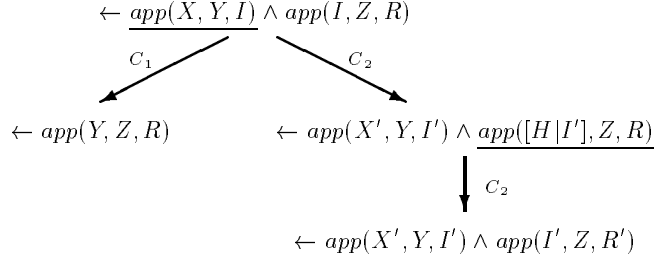 ← app(X, Y, I) ∧ app(I, Z, R)
C₁ C₂
← app(Y, Z, R) ← app(X′, Y, I′) ∧ app([H|I′], Z, R)
C₂
← app(X′, Y, I′) ∧ app(I′, Z, R′)